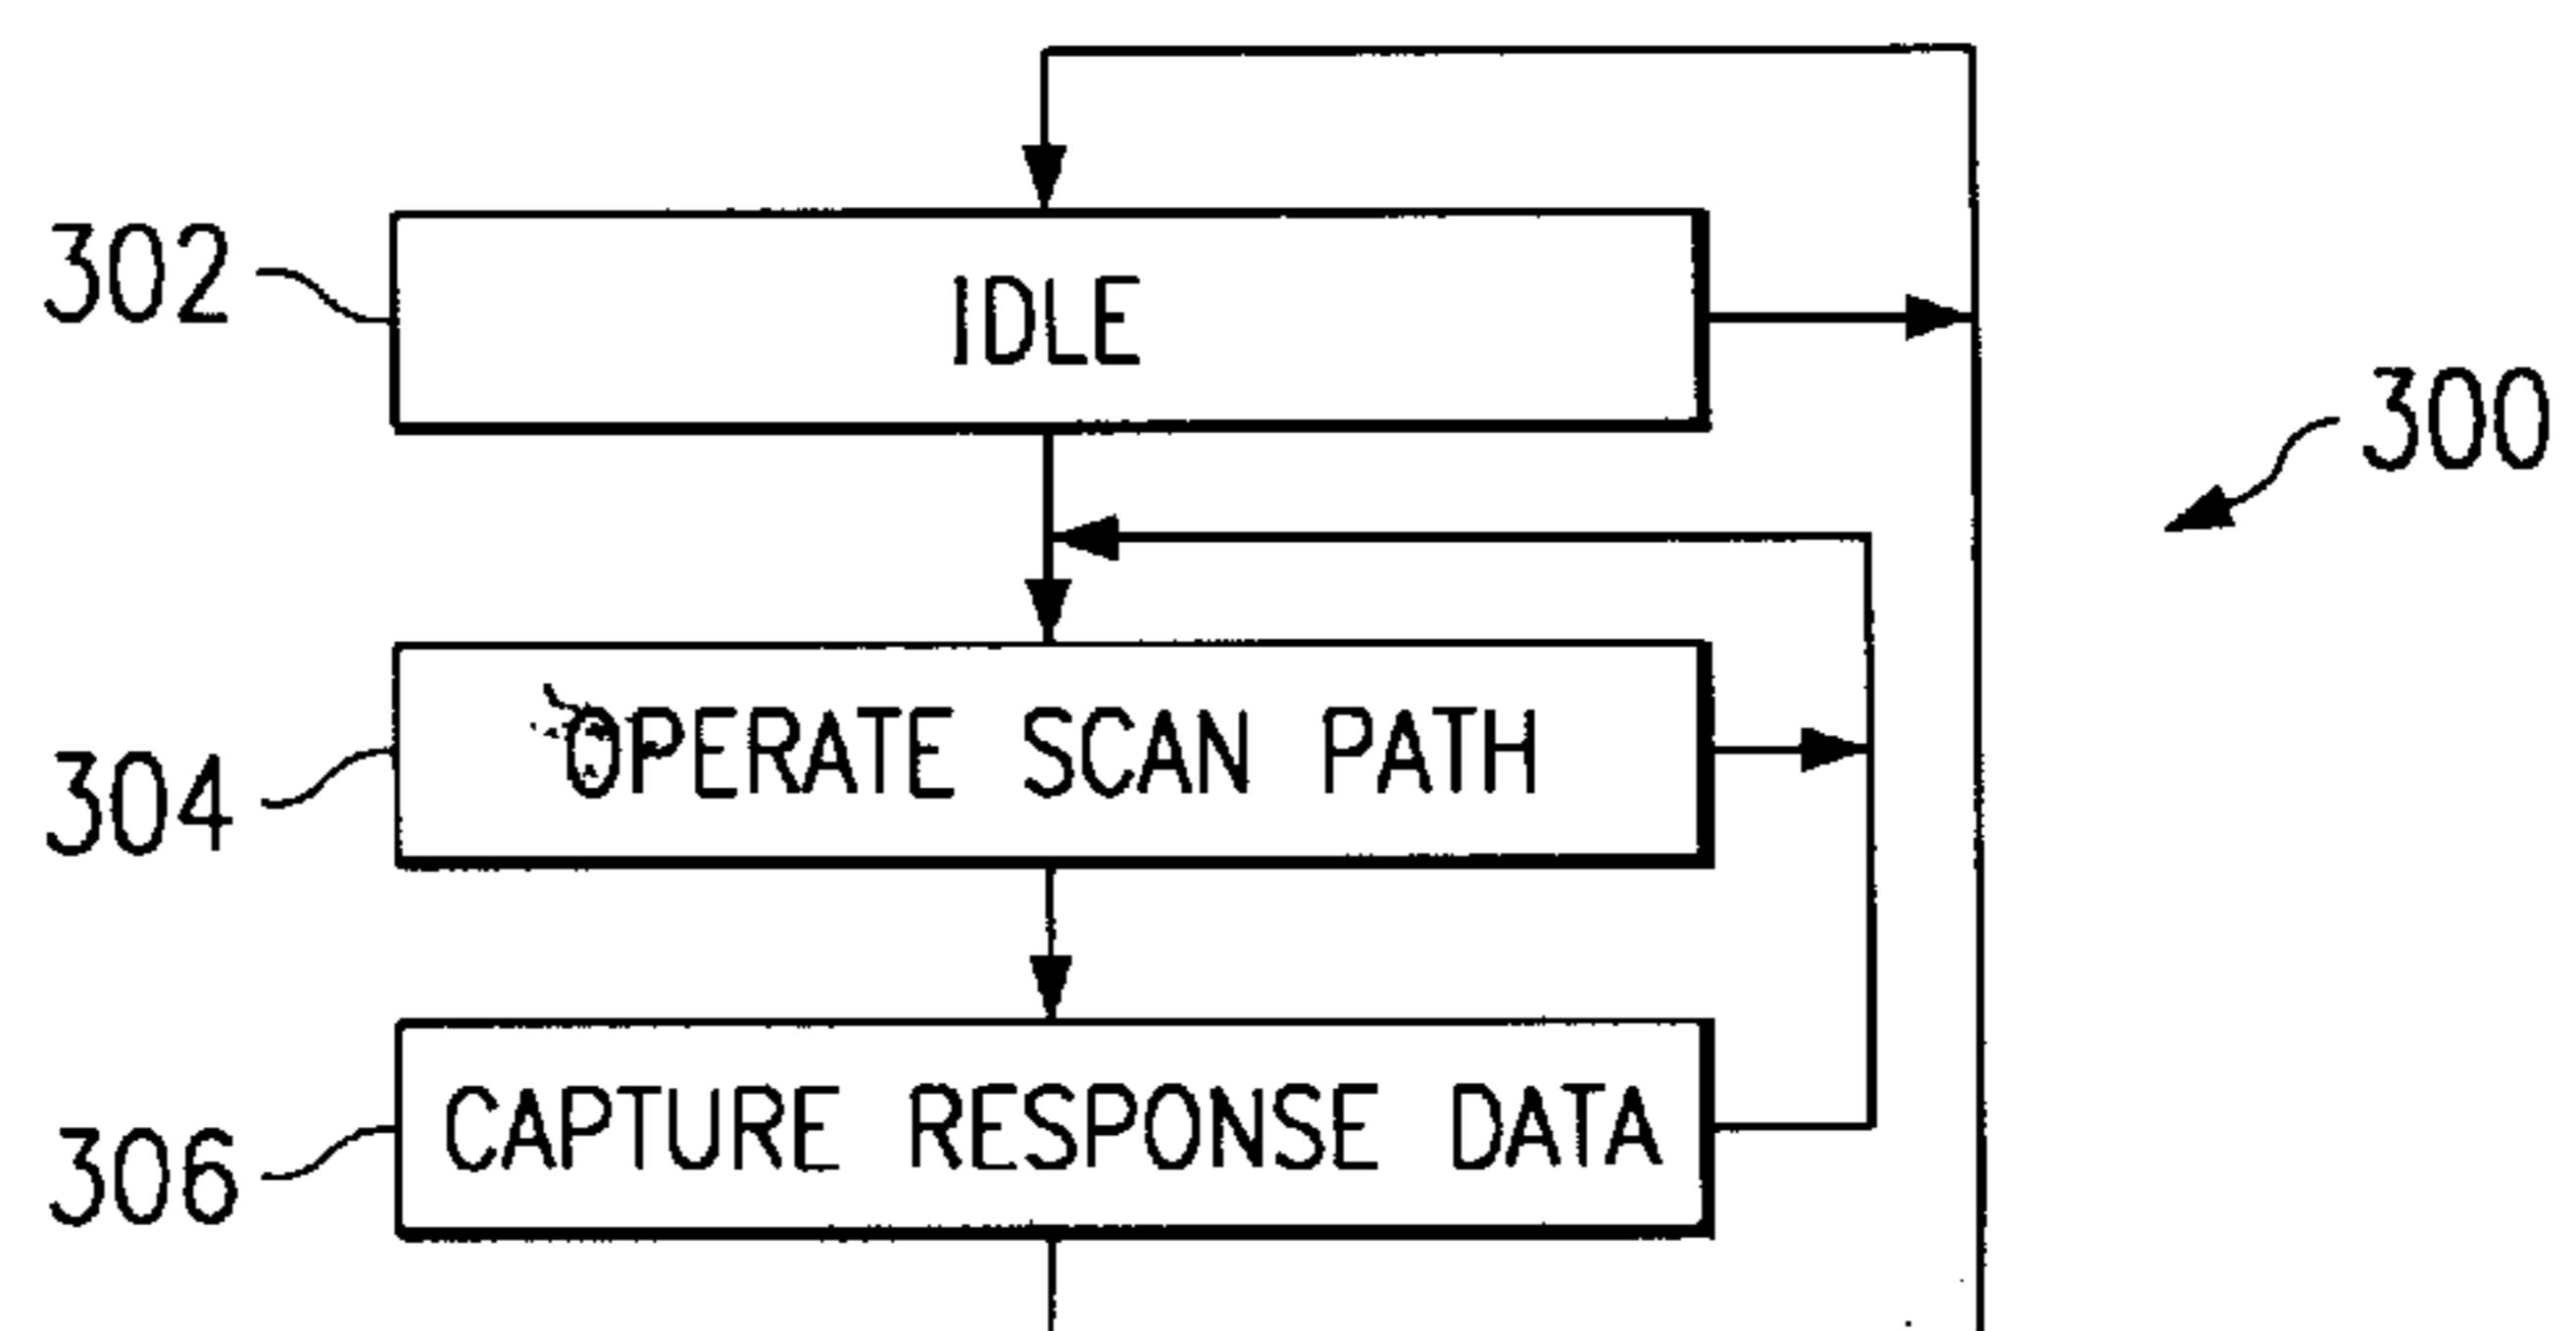 302
IDLE
300
304
OPERATE SCAN PATH
306
CAPTURE RESPONSE DATA